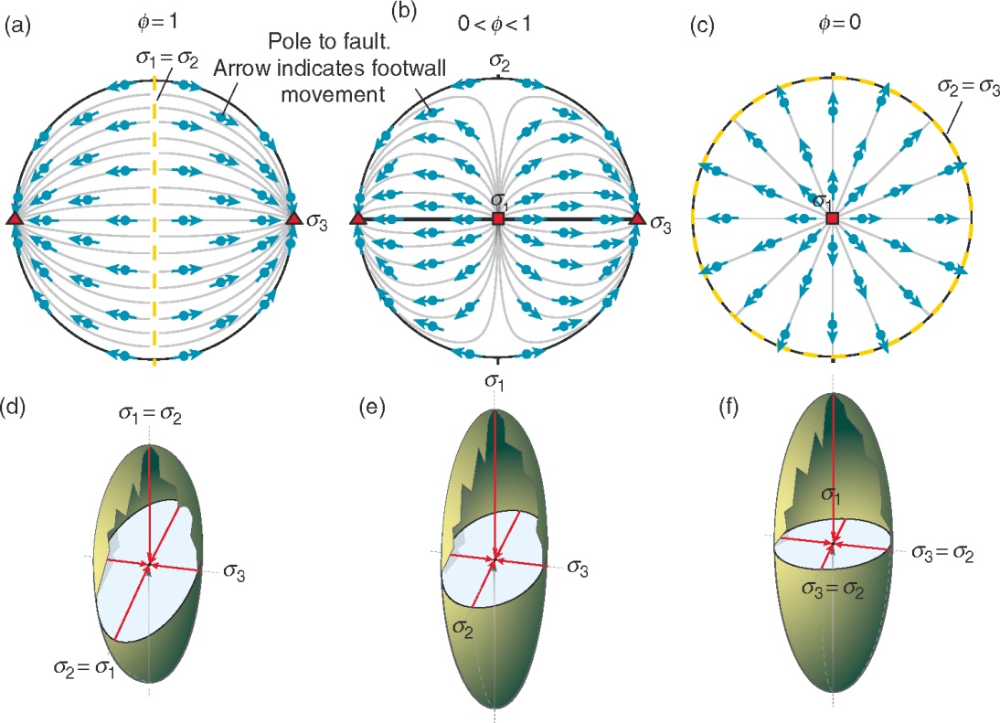 (a)
ϕ = 1
σ1 = σ2
Pole to fault.
Arrow indicates footwall
movement
σ3
(b)
0 < ϕ < 1
σ2
σ1
σ3
(c)
ϕ = 0
σ2 = σ3
σ1
(d)
σ1 = σ2
σ3
σ2 = σ1
(e)
σ1
σ3
σ2
(f)
σ1
σ3 = σ2
σ3 = σ2